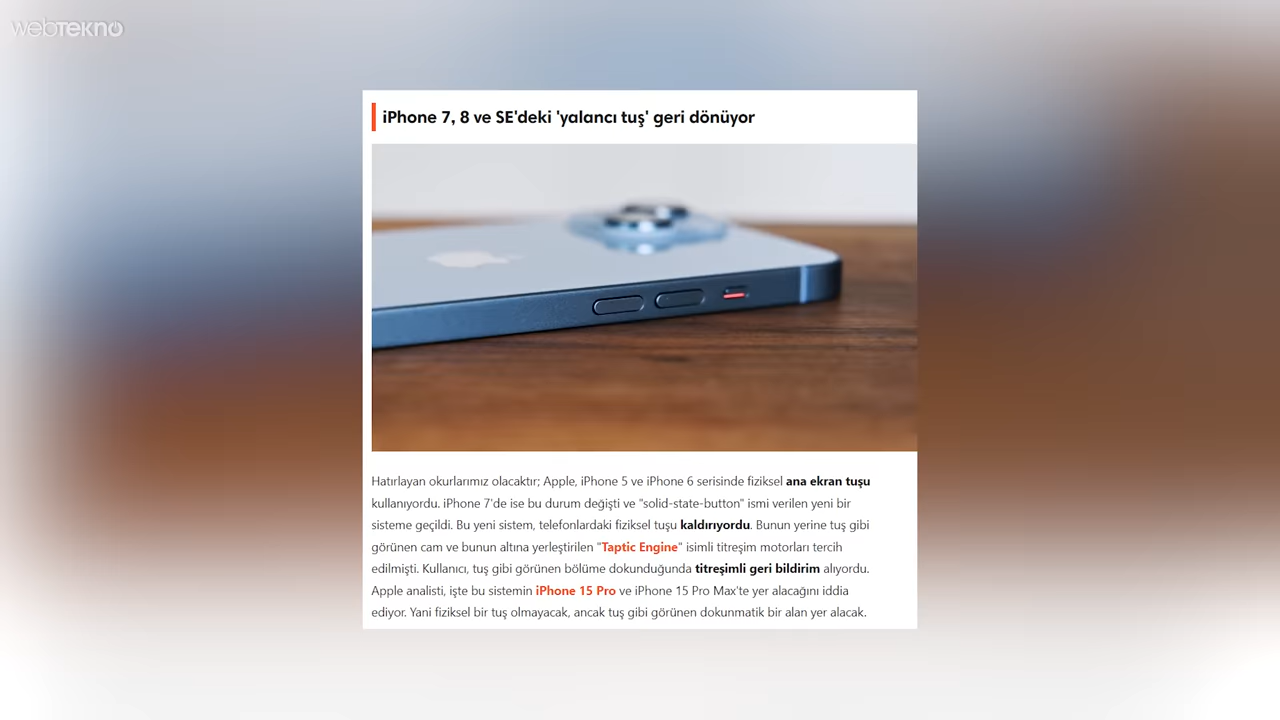 webTEKNO
iPhone 7, 8 ve SE'deki 'yalancı tuş' geri dönüyor
Hatırlayan okurlarımız olacaktır; Apple, iPhone 5 ve iPhone 6 serisinde fiziksel ana ekran tuşu
kullanıyordu. iPhone 7'de ise bu durum değişti ve "solid-state-button" ismi verilen yeni bir
sisteme geçildi. Bu yeni sistem, telefonlardaki fiziksel tuşu kaldırıyordu. Bunun yerine tuş gibi
görünen cam ve bunun altına yerleştirilen "Taptic Engine" isimli titreşim motorları tercih
edilmişti. Kullanıcı, tuş gibi görünen bölüme dokunduğunda titreşimli geri bildirim alıyordu.
Apple analisti, işte bu sistemin iPhone 15 Pro ve iPhone 15 Pro Max'te yer alacağını iddia
ediyor. Yani fiziksel bir tuş olmayacak, ancak tuş gibi görünen dokunmatik bir alan yer alacak.